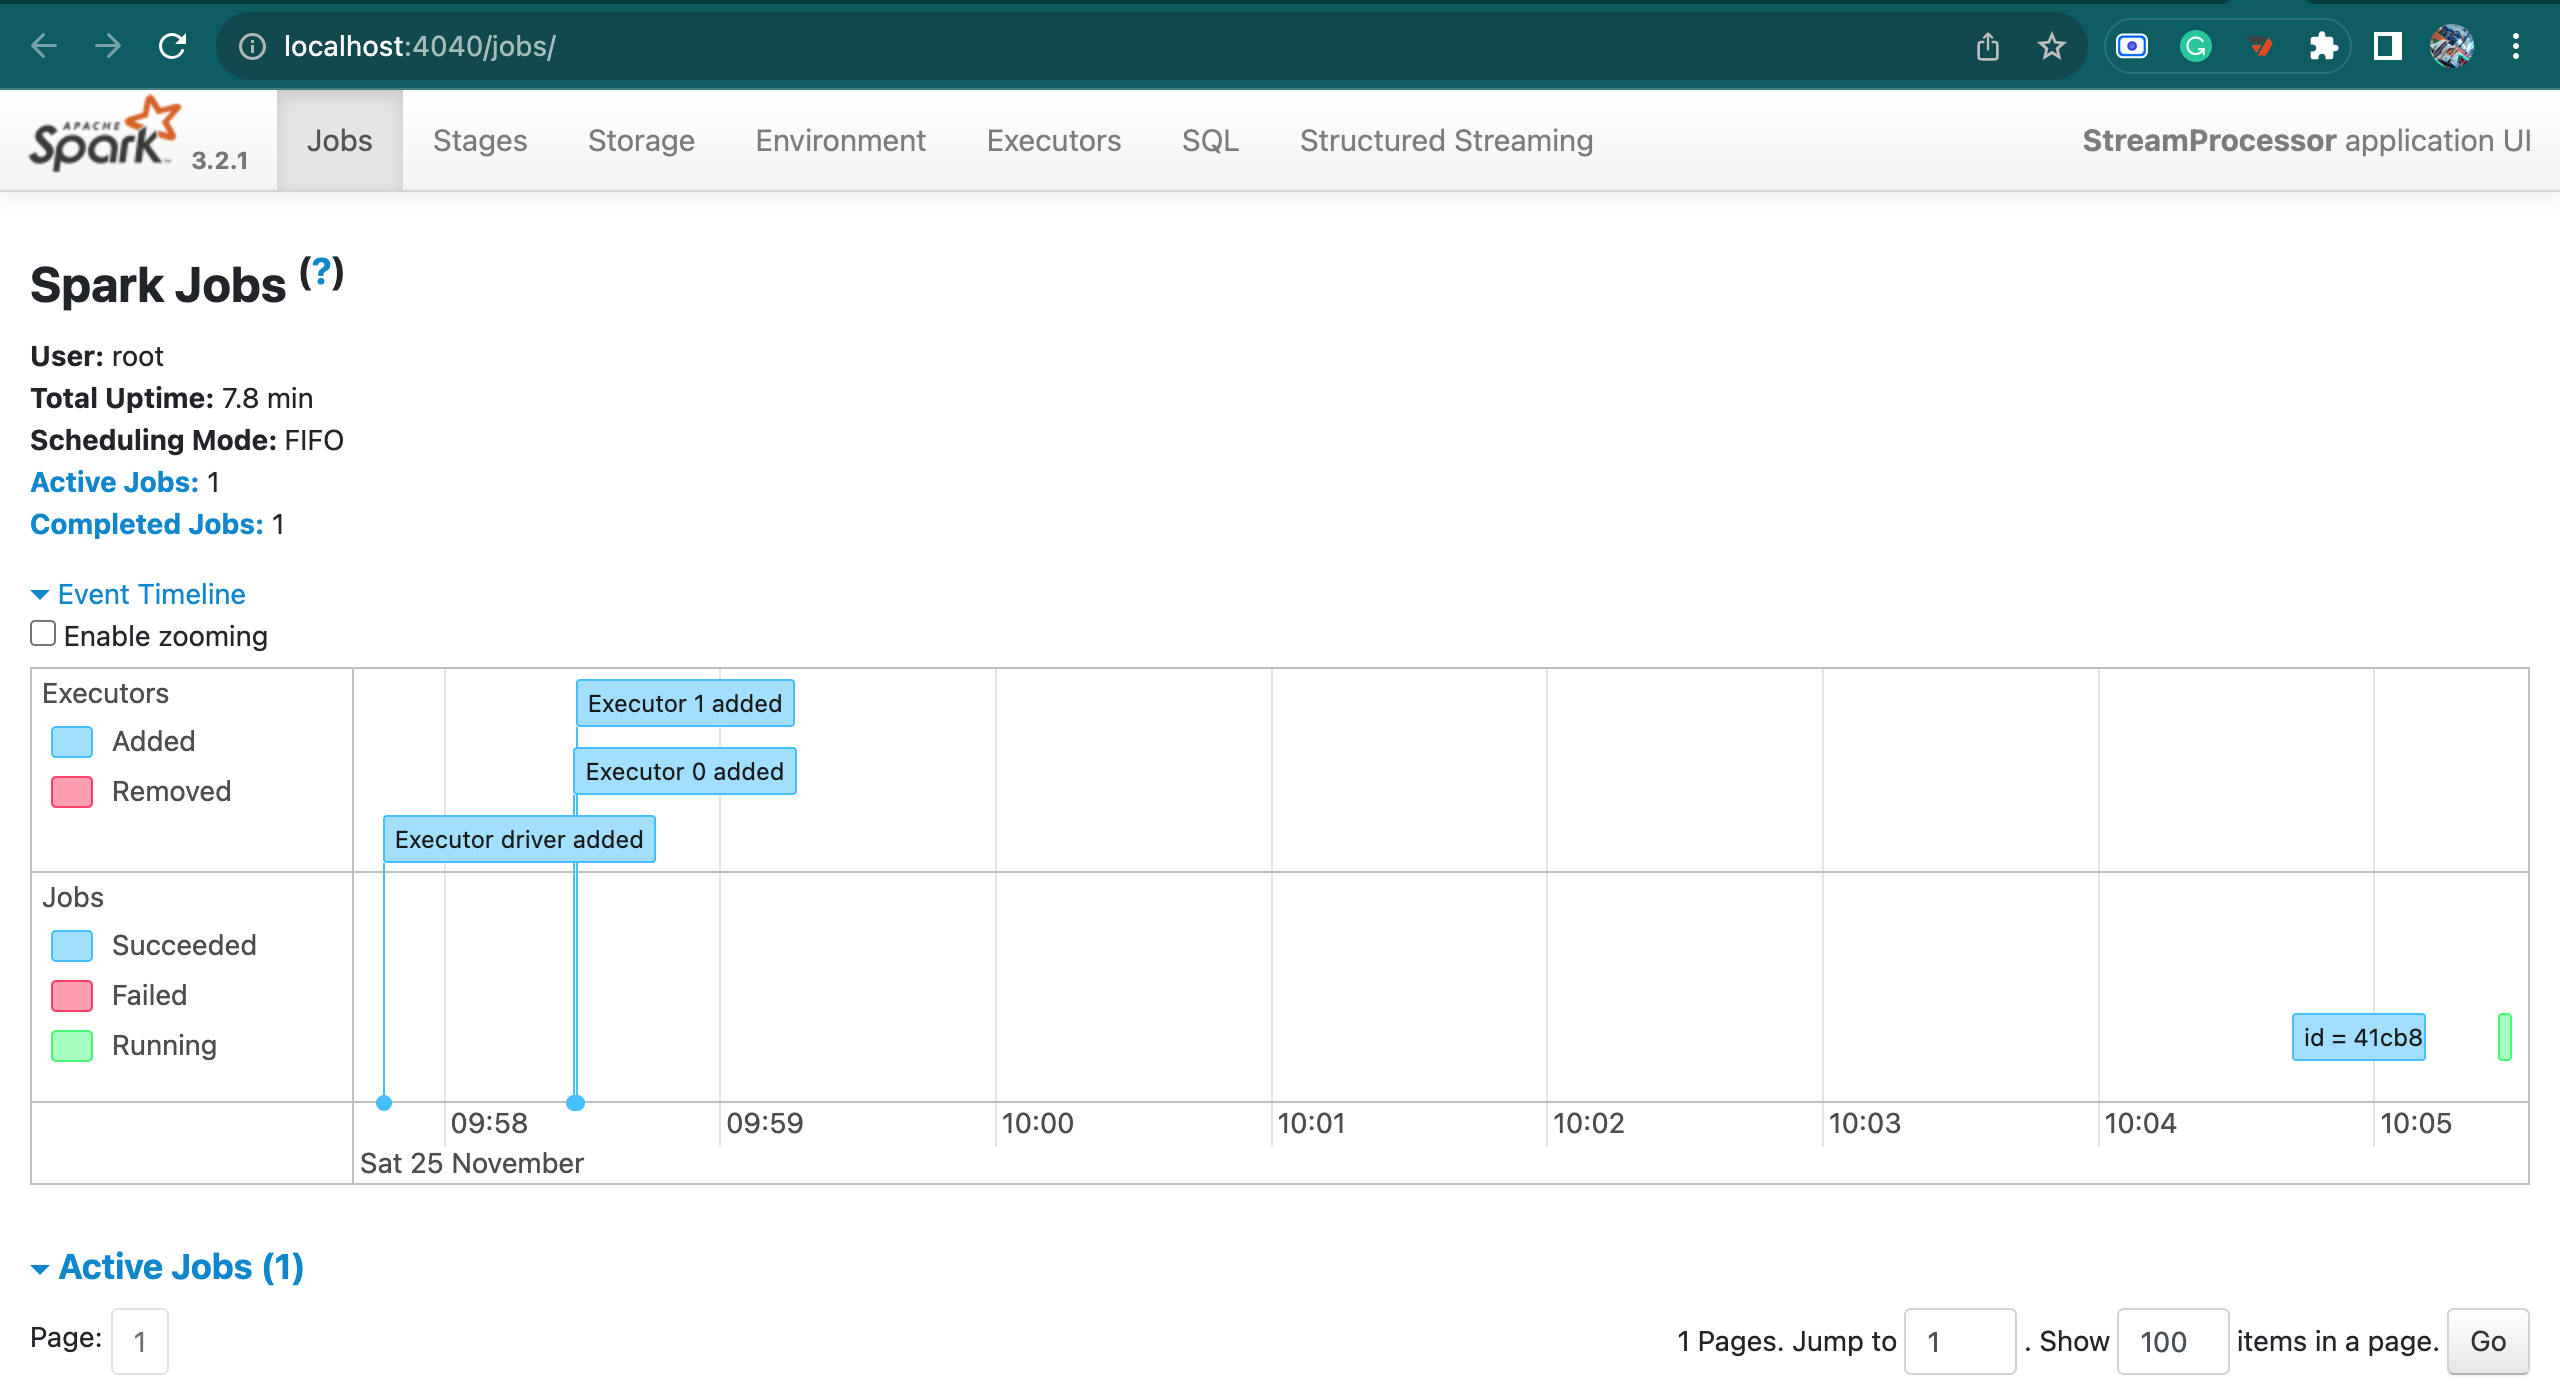 localhost:4040/jobs/
APACHE
Spark 3.2.1 Jobs Stages Storage Environment Executors SQL Structured Streaming StreamProcessor application UI
Spark Jobs (?)
User: root
Total Uptime: 7.8 min
Scheduling Mode: FIFO
Active Jobs: 1
Completed Jobs: 1
Event Timeline
Enable zooming
Executors
Added
Removed
Executor 1 added
Executor 0 added
Executor driver added
Jobs
Succeeded
Failed
Running
id = 41cb8
09:58 09:59 10:00 10:01 10:02 10:03 10:04 10:05
Sat 25 November
Active Jobs (1)
Page: 1 1 Pages. Jump to 1 . Show 100 items in a page. Go